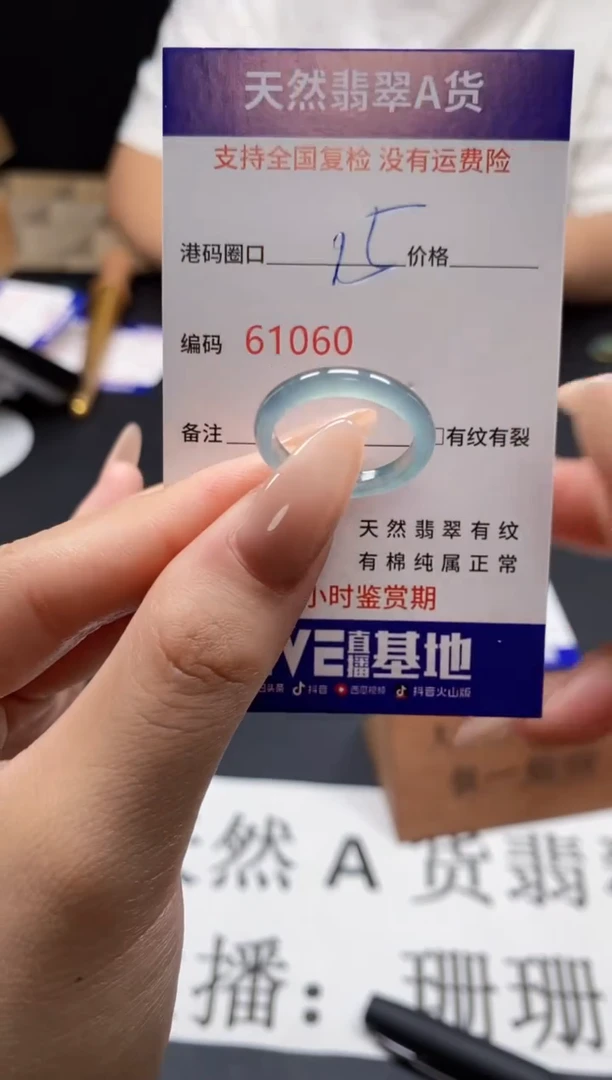 天然翡翠A货
支持全国复检 没有运费险
港码圈口 25 价格
编码 61060
备注 有纹有裂
天然翡翠有纹
有棉纯属正常
小时鉴赏期
直播基地
抖音 西瓜视频 抖音火山版
然 A 货翡
播：珊珊